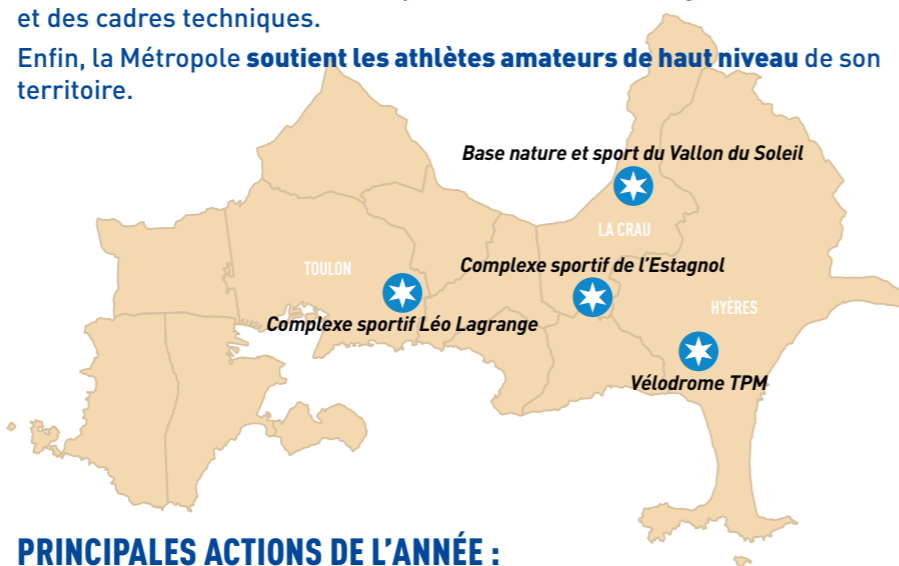 et des cadres techniques.
Enfin, la Métropole soutient les athlètes amateurs de haut niveau de son
territoire.
Base nature et sport du Vallon du Soleil
LA CRAU
TOULON
Complexe sportif de l'Estagnol
HYÈRES
Complexe sportif Léo Lagrange
Vélodrome TPM
PRINCIPALES ACTIONS DE L'ANNÉE :